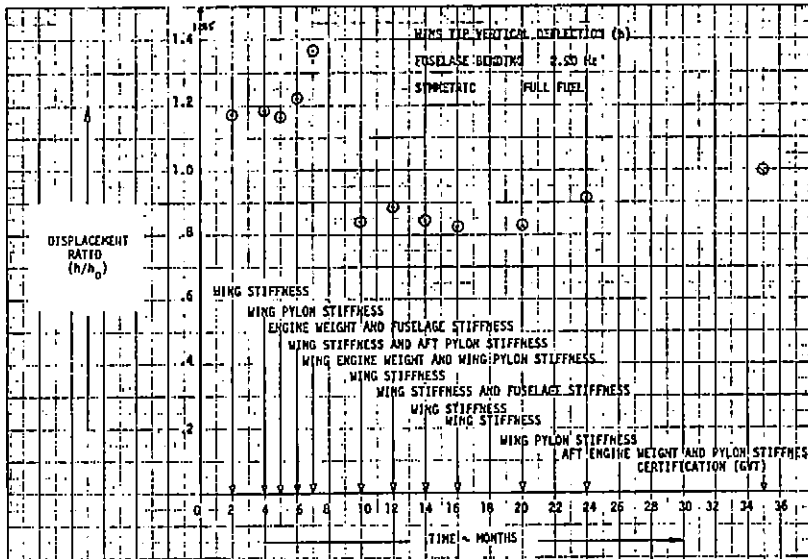 1.4
WING TIP VERTICAL DEFLECTION (h)
FUSELAGE BENDING 2.50 Hz
SYMMETRIC FULL FUEL
1.2
1.0
.8
DISPLACEMENT
RATIO
(h/h0)
.6
WING STIFFNESS
WING PYLON STIFFNESS
ENGINE WEIGHT AND FUSELAGE STIFFNESS
WING STIFFNESS AND AFT PYLON STIFFNESS
WING ENGINE WEIGHT AND WING PYLON STIFFNESS
WING STIFFNESS
WING STIFFNESS AND FUSELAGE STIFFNESS
WING STIFFNESS
.2
WING STIFFNESS
WING PYLON STIFFNESS
AFT ENGINE WEIGHT AND PYLON STIFFNESS
CERTIFICATION (GVT)
0 2 4 6 8 10 12 14 16 18 20 22 24 26 28 30 32 34 36
TIME ~ MONTHS